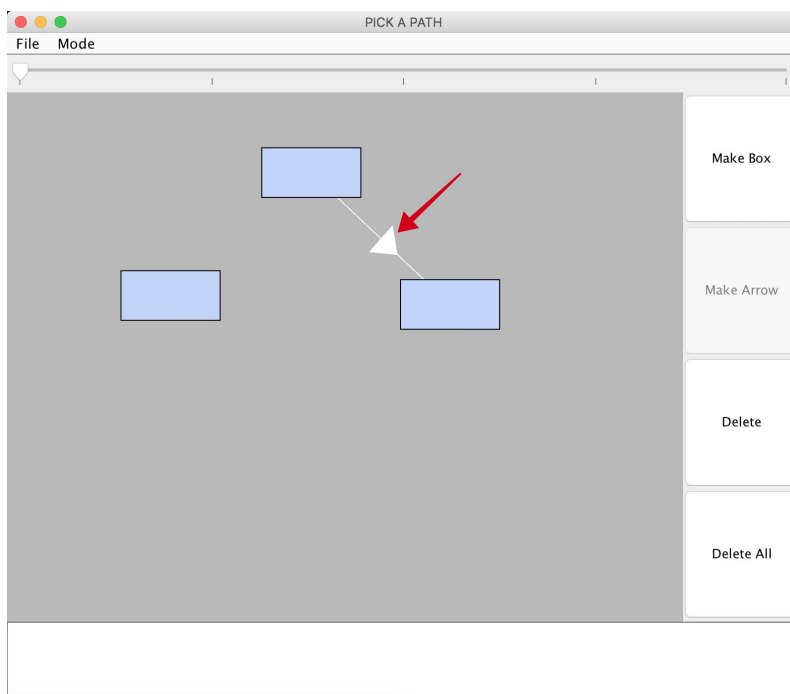 PICK A PATH
File Mode
Make Box
Make Arrow
Delete
Delete All